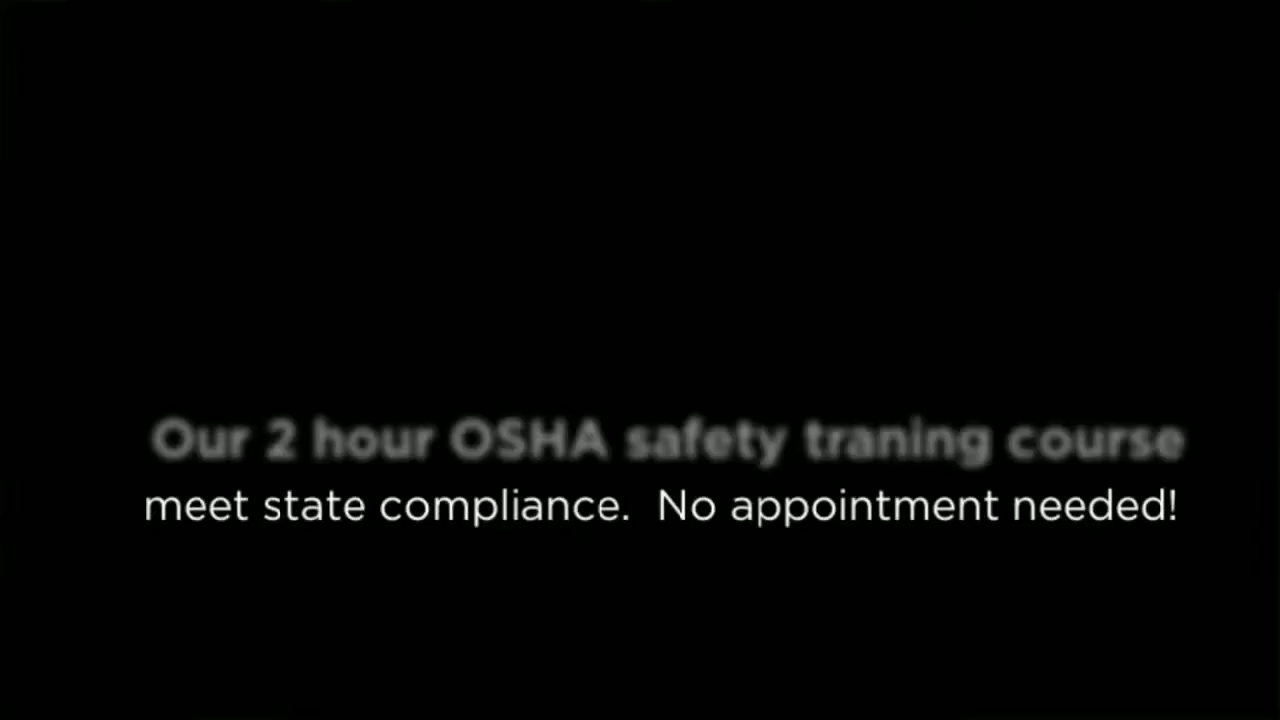 Our 2 hour OSHA safety traning course
meet state compliance.  No appointment needed!